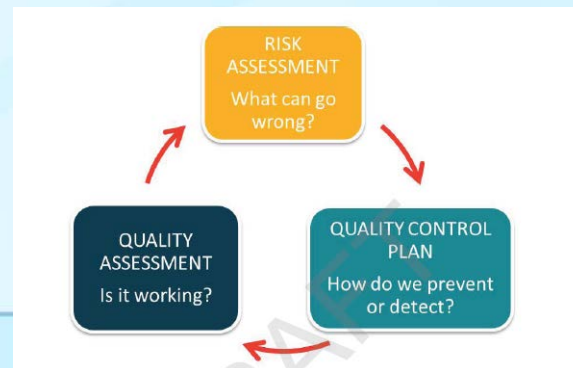 RISK
ASSESSMENT
What can go
wrong?
QUALITY CONTROL
PLAN
How do we prevent
or detect?
QUALITY
ASSESSMENT
Is it working?
DRAFT